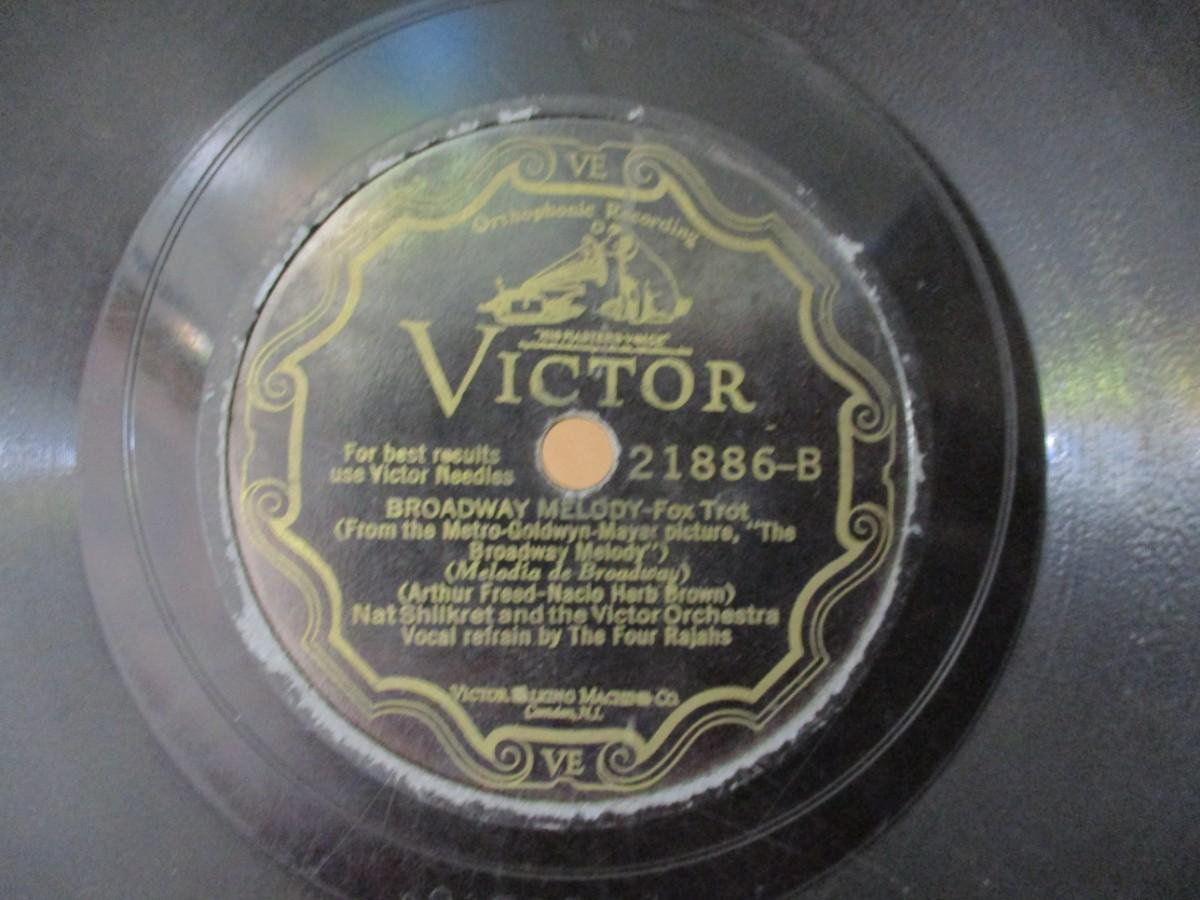 VE
Orthophonic Recording
"HIS MASTER'S VOICE"
VICTOR
For best results
use Victor Needles
21886-B
BROADWAY MELODY-Fox Trot
(From the Metro-Goldwyn-Mayer picture, "The
Broadway Melody")
(Melodia de Broadway)
(Arthur Freed-Nacio Herb Brown)
Nat Shilkret and the Victor Orchestra
Vocal refrain by The Four Rajahs
VICTOR TALKING MACHINE CO.
Camden, N.J.
VE